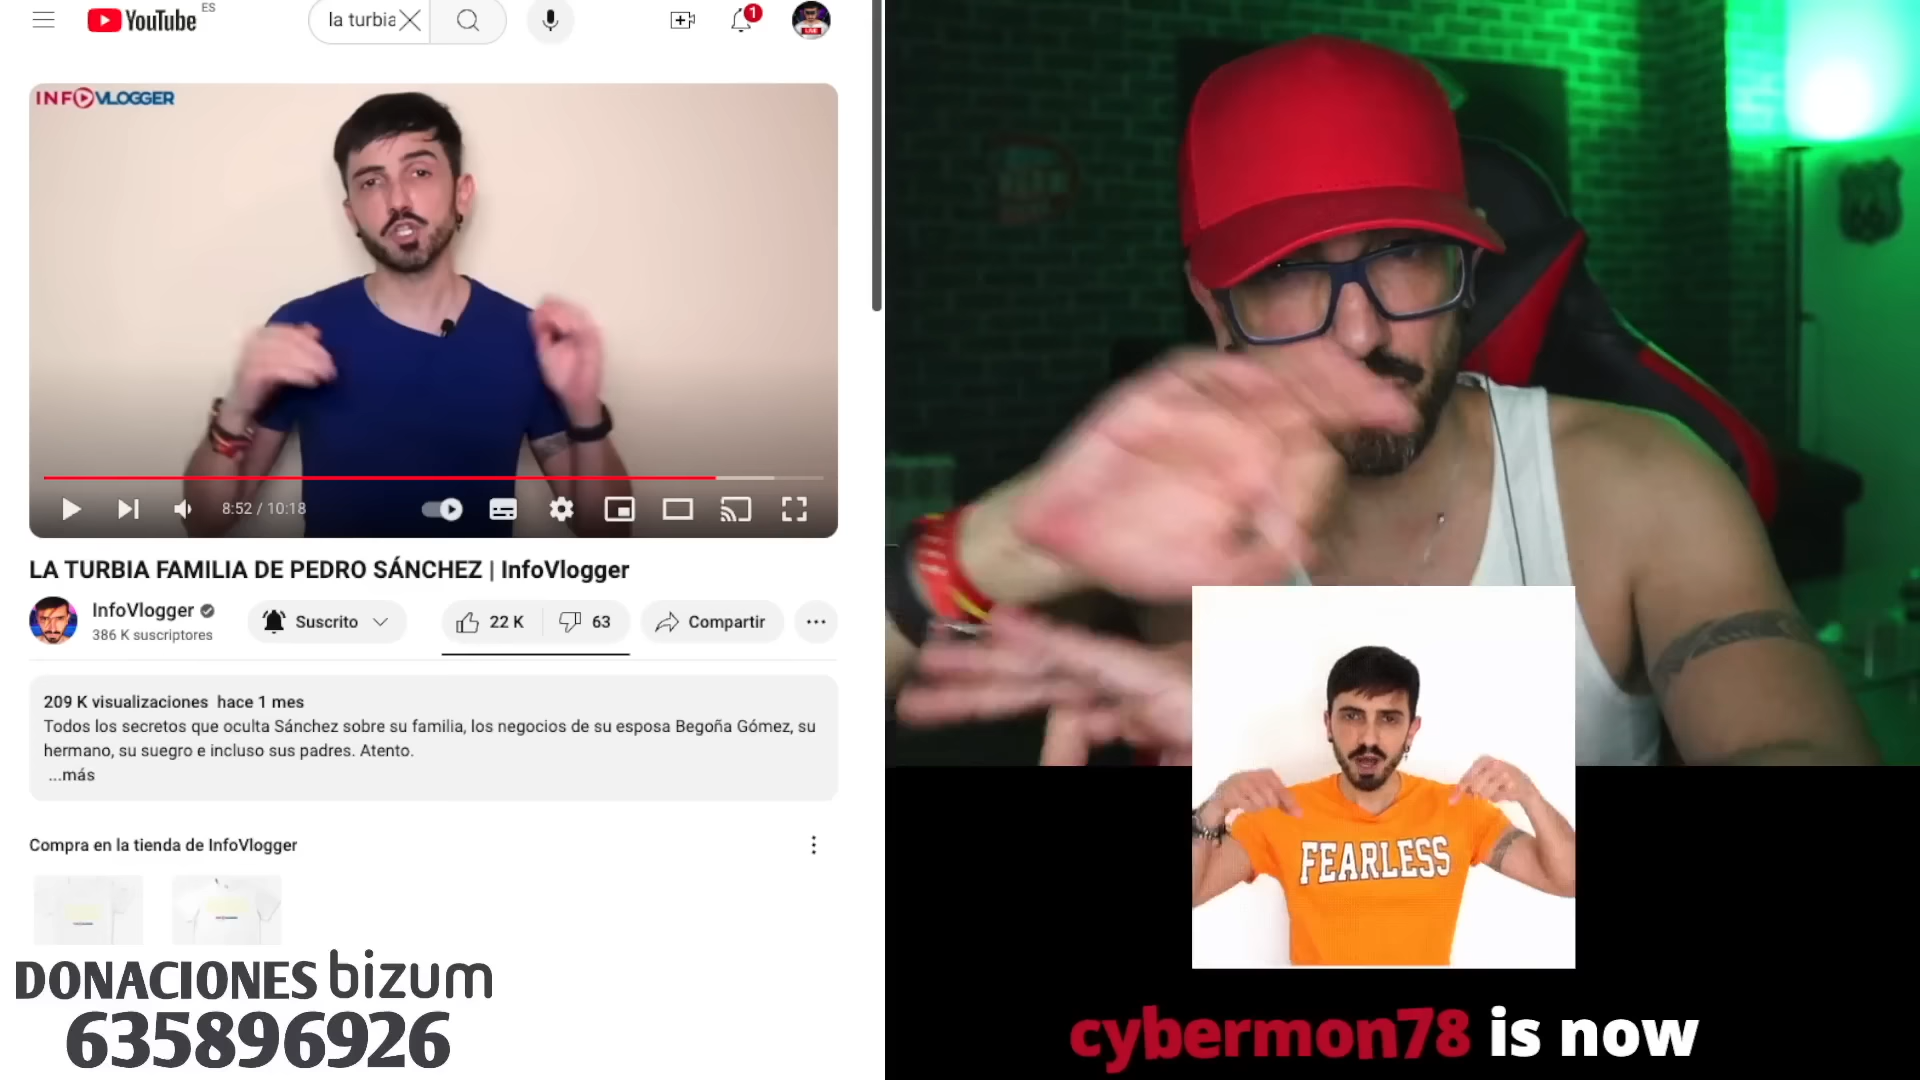 YouTube ES
la turbia
1
INFOVLOGGER
8:52 / 10:18
LA TURBIA FAMILIA DE PEDRO SÁNCHEZ | InfoVlogger
InfoVlogger
386 K suscriptores
Suscrito
22 K
63
Compartir
209 K visualizaciones hace 1 mes
Todos los secretos que oculta Sánchez sobre su familia, los negocios de su esposa Begoña Gómez, su
hermano, su suegro e incluso sus padres. Atento.
...más
Compra en la tienda de InfoVlogger
DONACIONES bizum
635896926
FEARLESS
cybermon78 is now